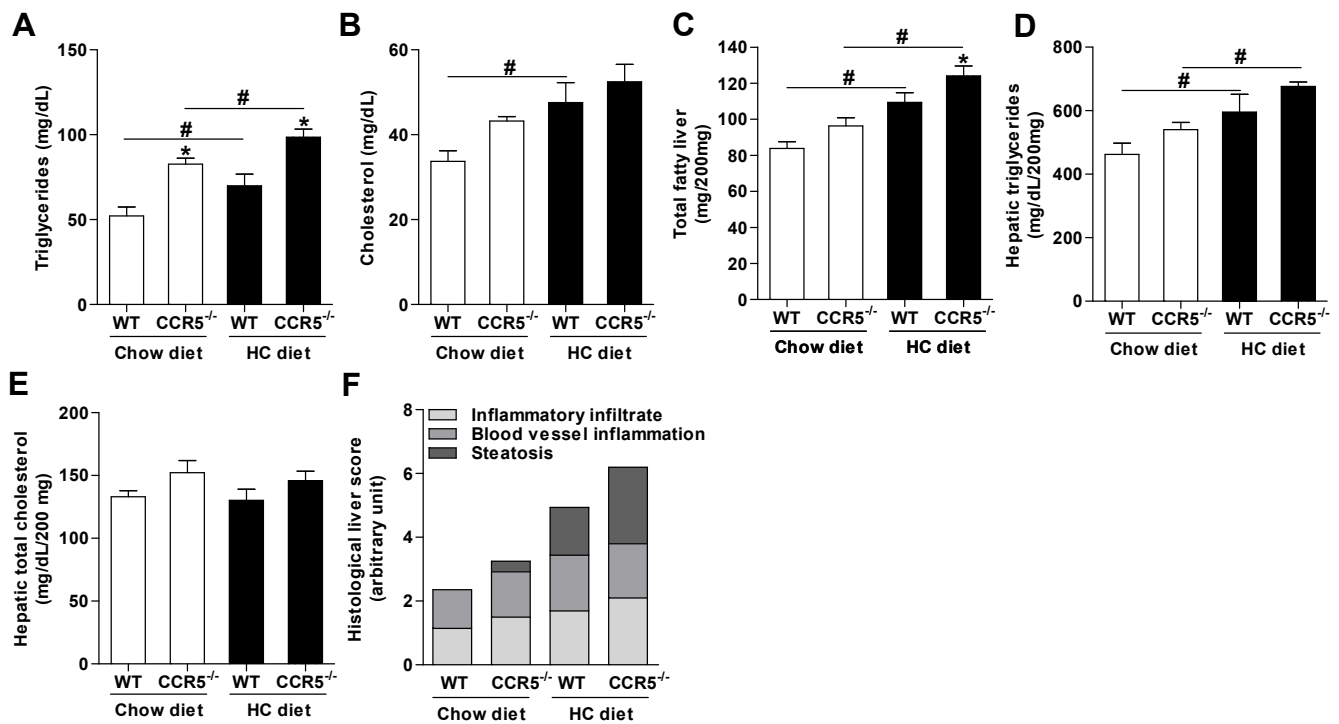 A
Triglycerides (mg/dL)
150
100
50
0
#
#
*
*
WT CCR5-/- WT CCR5-/-
Chow diet HC diet
B
Cholesterol (mg/dL)
60
40
20
0
#
WT CCR5-/- WT CCR5-/-
Chow diet HC diet
C
Total fatty liver
(mg/200mg)
140
120
100
80
60
40
20
0
#
#
*
WT CCR5-/- WT CCR5-/-
Chow diet HC diet
D
Hepatic triglycerides
(mg/dL/200mg)
800
600
400
200
0
#
#
WT CCR5-/- WT CCR5-/-
Chow diet HC diet
E
Hepatic total cholesterol
(mg/dL/200 mg)
200
150
100
50
0
WT CCR5-/- WT CCR5-/-
Chow diet HC diet
F
Histological liver score
(arbitrary unit)
8
6
4
2
0
Inflammatory infiltrate
Blood vessel inflammation
Steatosis
WT CCR5-/- WT CCR5-/-
Chow diet HC diet